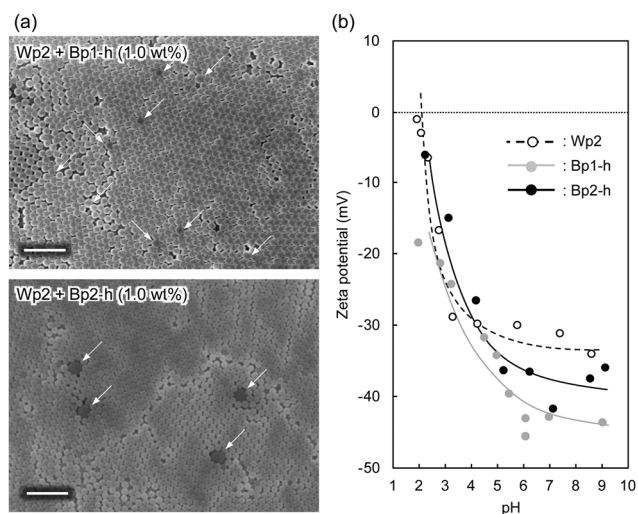 (a)
Wp2 + Bp1-h (1.0 wt%)
Wp2 + Bp2-h (1.0 wt%)
(b)
10
0
-10
-20
-30
-40
-50
Zeta potential (mV)
: Wp2
: Bp1-h
: Bp2-h
1 2 3 4 5 6 7 8 9 10
pH